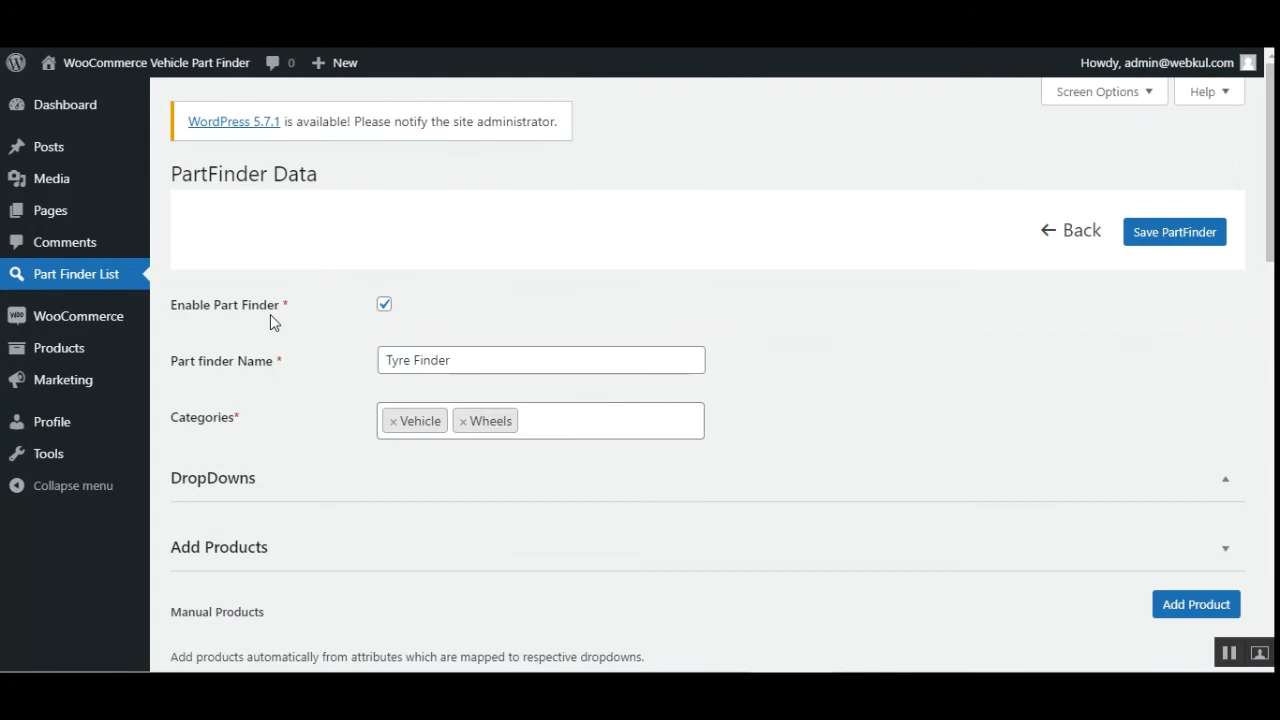 WooCommerce Vehicle Part Finder 0 New Howdy, admin@webkul.com
Screen Options Help
Dashboard
Posts
Media
Pages
Comments
Part Finder List
WooCommerce
Products
Marketing
Profile
Tools
Collapse menu
WordPress 5.7.1 is available! Please notify the site administrator.
PartFinder Data
← Back Save PartFinder
Enable Part Finder *
Part finder Name * Tyre Finder
Categories* × Vehicle × Wheels
DropDowns
Add Products
Manual Products Add Product
Add products automatically from attributes which are mapped to respective dropdowns.